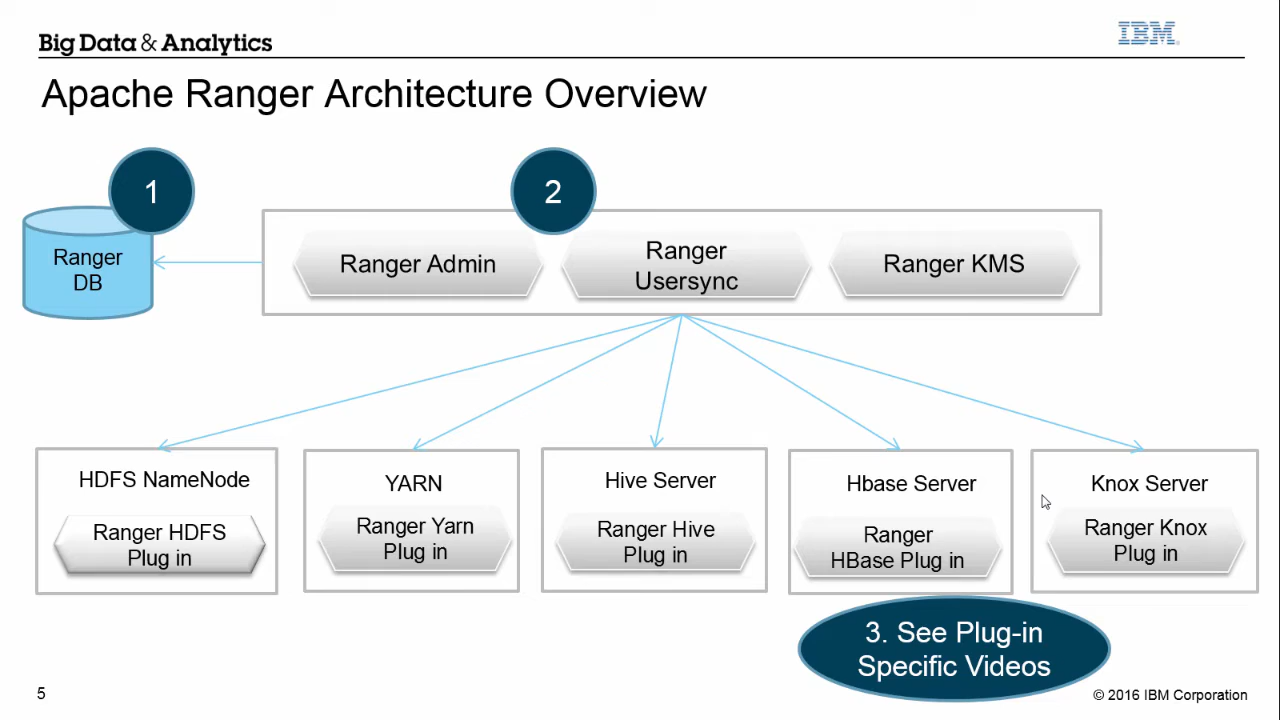 Big Data & Analytics
IBM
Apache Ranger Architecture Overview
1
2
Ranger
DB
Ranger Admin
Ranger
Usersync
Ranger KMS
HDFS NameNode
Ranger HDFS
Plug in
YARN
Ranger Yarn
Plug in
Hive Server
Ranger Hive
Plug in
Hbase Server
Ranger
HBase Plug in
Knox Server
Ranger Knox
Plug in
3. See Plug-in
Specific Videos
5
© 2016 IBM Corporation